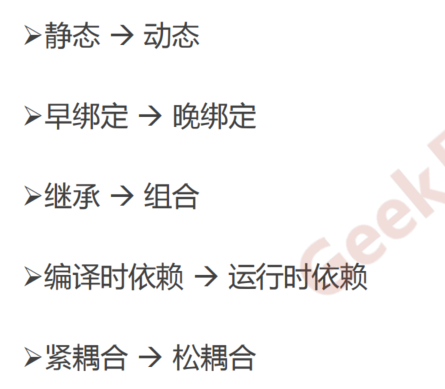 ➢静态 → 动态
➢早绑定 → 晚绑定
➢继承 → 组合
➢编译时依赖 → 运行时依赖
➢紧耦合 → 松耦合
Geek